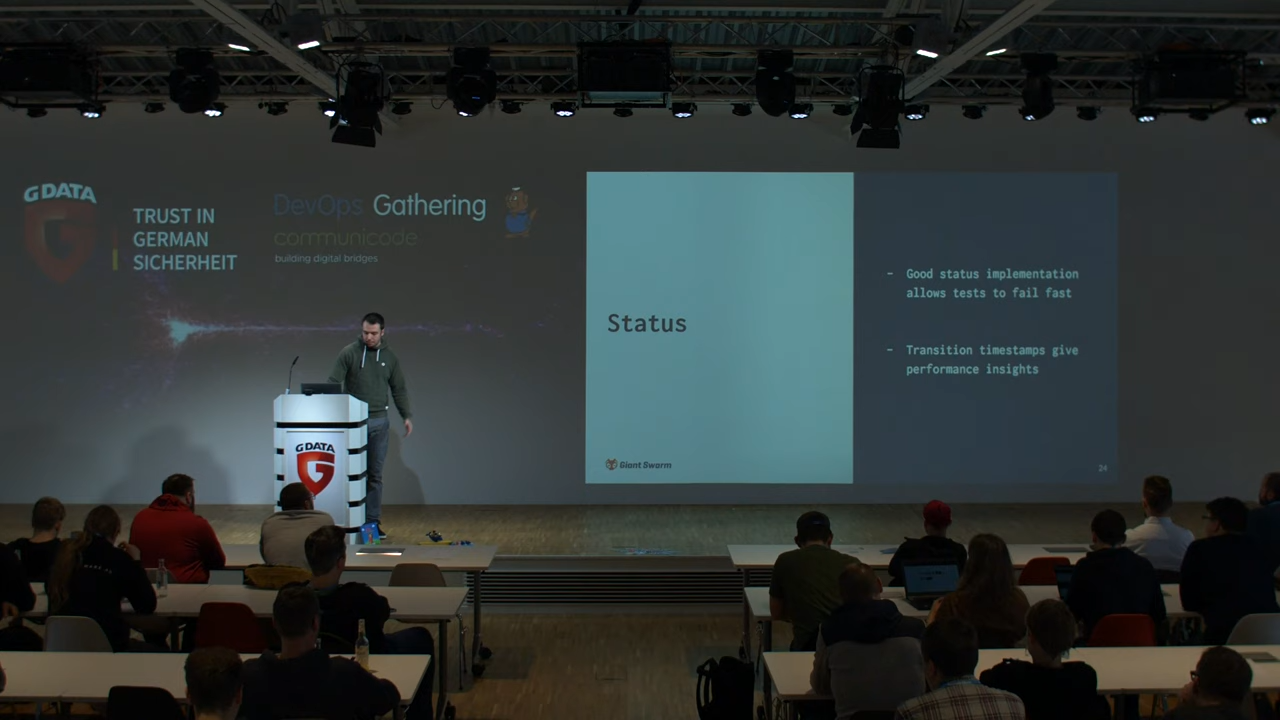 G DATA
TRUST IN
GERMAN
SICHERHEIT
DevOps Gathering
communicode
building digital bridges
Status
- Good status implementation
allows tests to fail fast
- Transition timestamps give
performance insights
Giant Swarm
24
G DATA